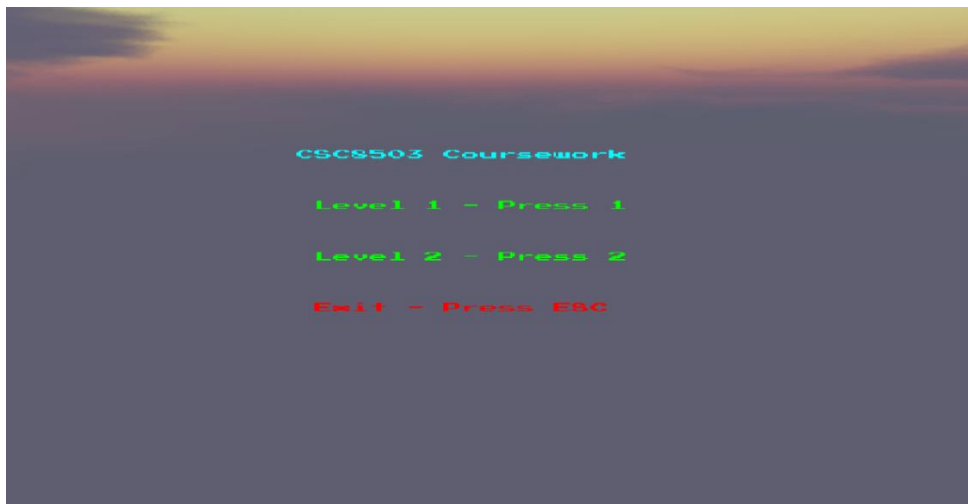 CSC8503 Coursework
Level 1 - Press 1
Level 2 - Press 2
Exit - Press ESC